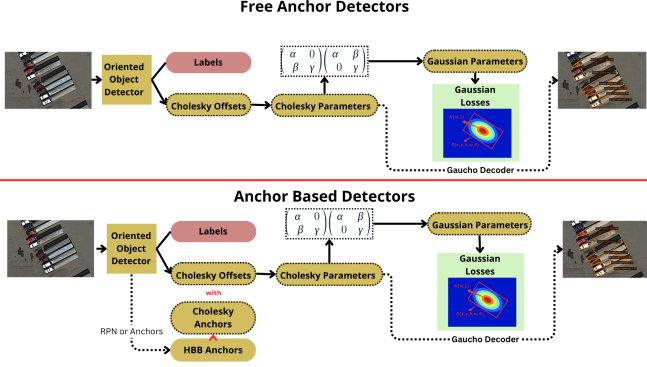 Free Anchor Detectors
Oriented
Object
Detector
Labels
Cholesky Offsets
Cholesky Parameters
α 0 α β
β γ 0 γ
Gaussian Parameters
Gaussian
Losses
Gaucho Decoder
Anchor Based Detectors
Oriented
Object
Detector
Labels
Cholesky Offsets
with
Cholesky
Anchors
HBB Anchors
RPN or Anchors
Cholesky Parameters
α 0 α β
β γ 0 γ
Gaussian Parameters
Gaussian
Losses
Gaucho Decoder